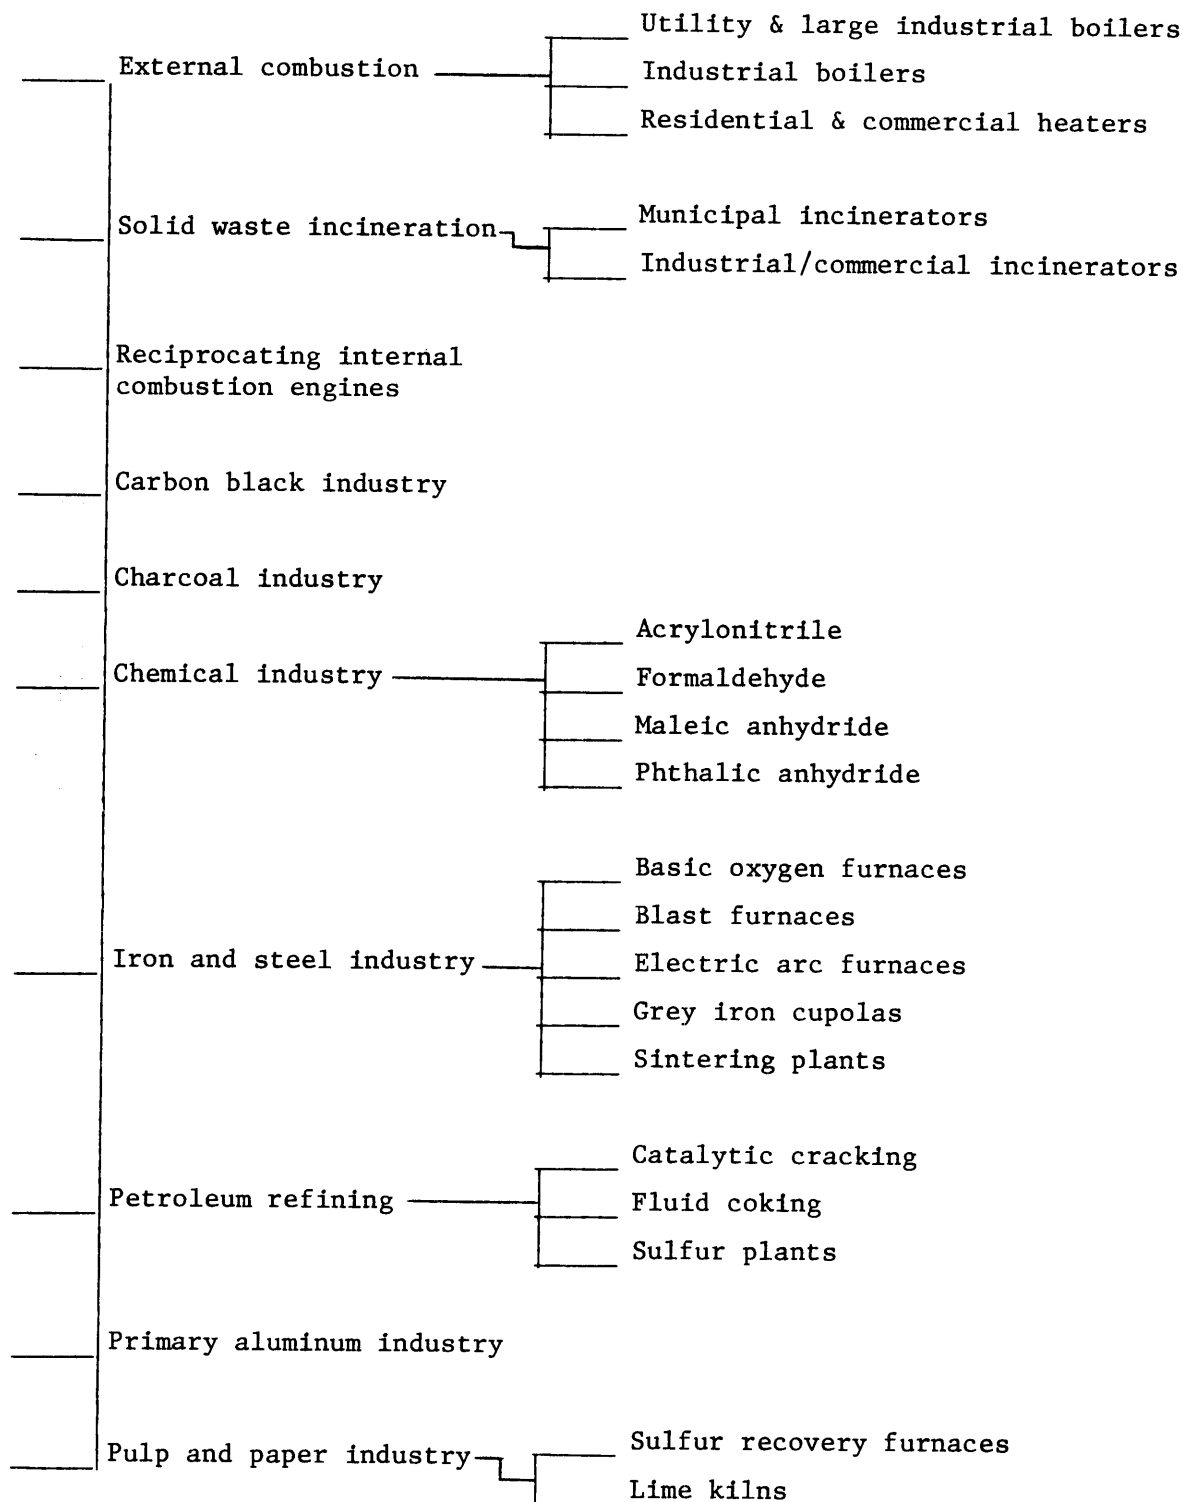 Utility & large industrial boilers
External combustion
Industrial boilers
Residential & commercial heaters
Municipal incinerators
Solid waste incineration
Industrial/commercial incinerators
Reciprocating internal
combustion engines
Carbon black industry
Charcoal industry
Acrylonitrile
Chemical industry
Formaldehyde
Maleic anhydride
Phthalic anhydride
Basic oxygen furnaces
Blast furnaces
Iron and steel industry
Electric arc furnaces
Grey iron cupolas
Sintering plants
Catalytic cracking
Petroleum refining
Fluid coking
Sulfur plants
Primary aluminum industry
Sulfur recovery furnaces
Pulp and paper industry
Lime kilns